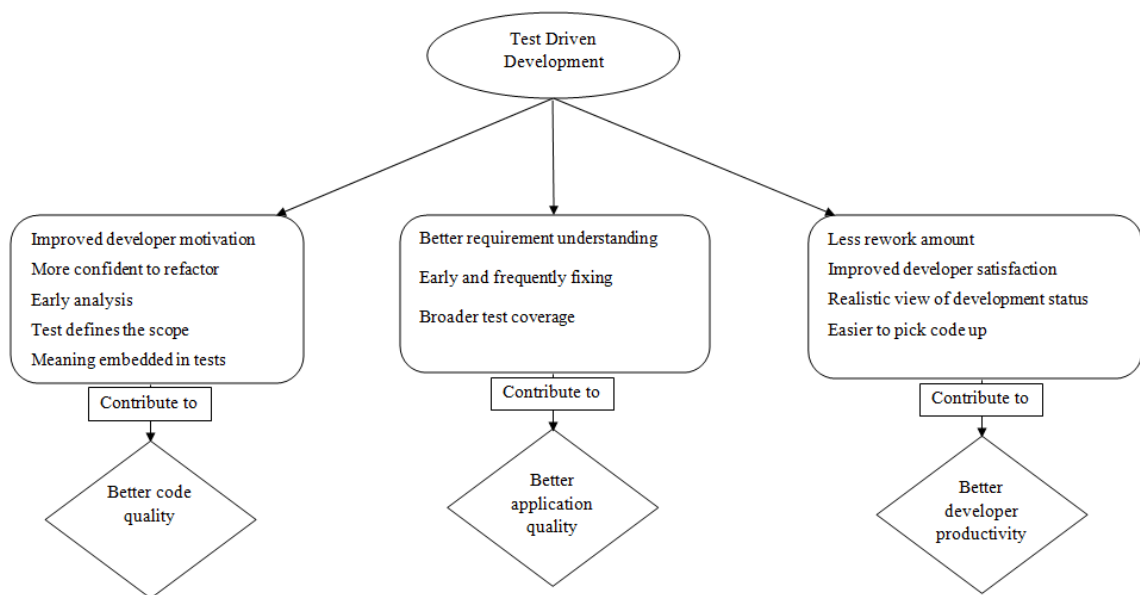 Test Driven
Development
Improved developer motivation
More confident to refactor
Early analysis
Test defines the scope
Meaning embedded in tests
Better requirement understanding
Early and frequently fixing
Broader test coverage
Less rework amount
Improved developer satisfaction
Realistic view of development status
Easier to pick code up
Contribute to
Contribute to
Contribute to
Better code
quality
Better
application
quality
Better
developer
productivity